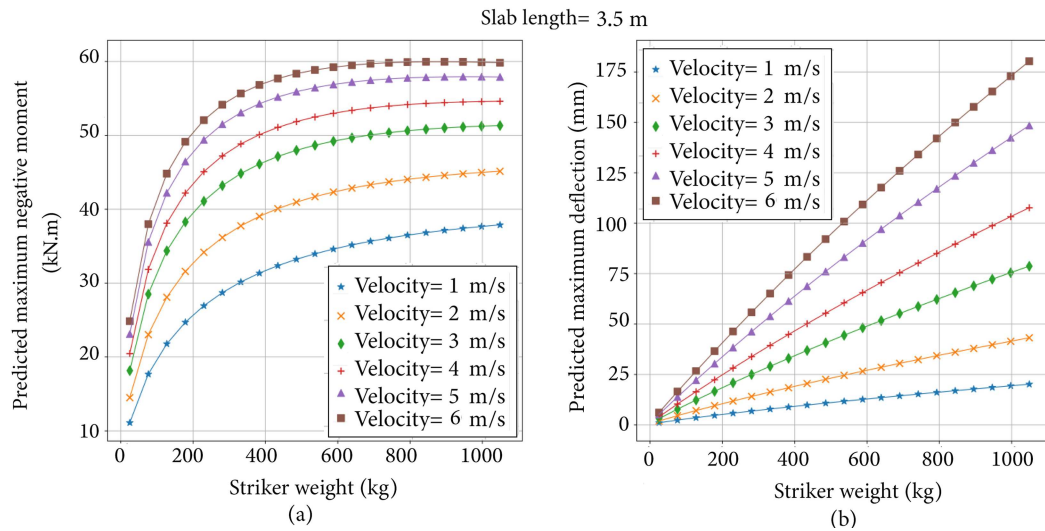 Slab length= 3.5 m
Predicted maximum negative moment
(kN.m)
60
50
40
30
20
10
0
200
400
600
800
1000
Velocity= 1 m/s
Velocity= 2 m/s
Velocity= 3 m/s
Velocity= 4 m/s
Velocity= 5 m/s
Velocity= 6 m/s
Striker weight (kg)
(a)
Predicted maximum deflection (mm)
175
150
125
100
75
50
25
0
Velocity= 1 m/s
Velocity= 2 m/s
Velocity= 3 m/s
Velocity= 4 m/s
Velocity= 5 m/s
Velocity= 6 m/s
0
200
400
600
800
1000
Striker weight (kg)
(b)